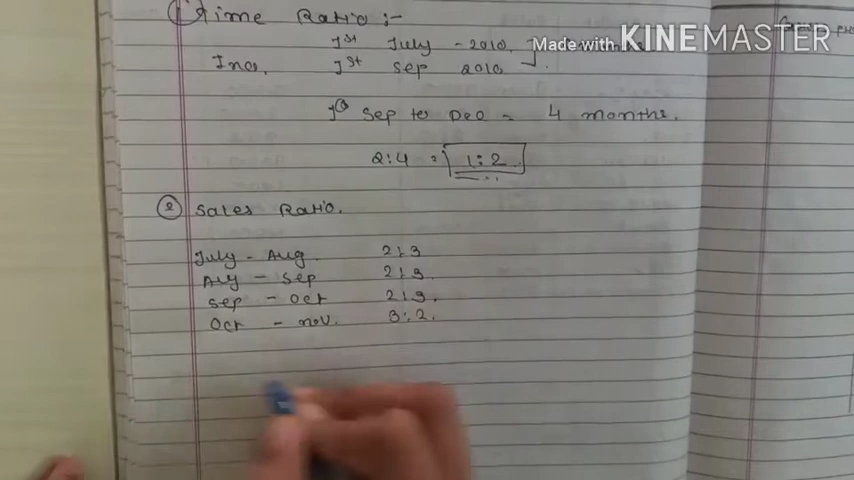 ① Time Ratio :-
1st July - 2010.
Inco. 1st Sep 2010
Made with KINEMASTER
1st Sep to Dec = 4 months.
2:4 = 1:2
② Sales Ratio.
July - Aug 2:3
Aug - Sep 2:3.
Sep - Oct 2:3.
Oct - nov. 3:2.